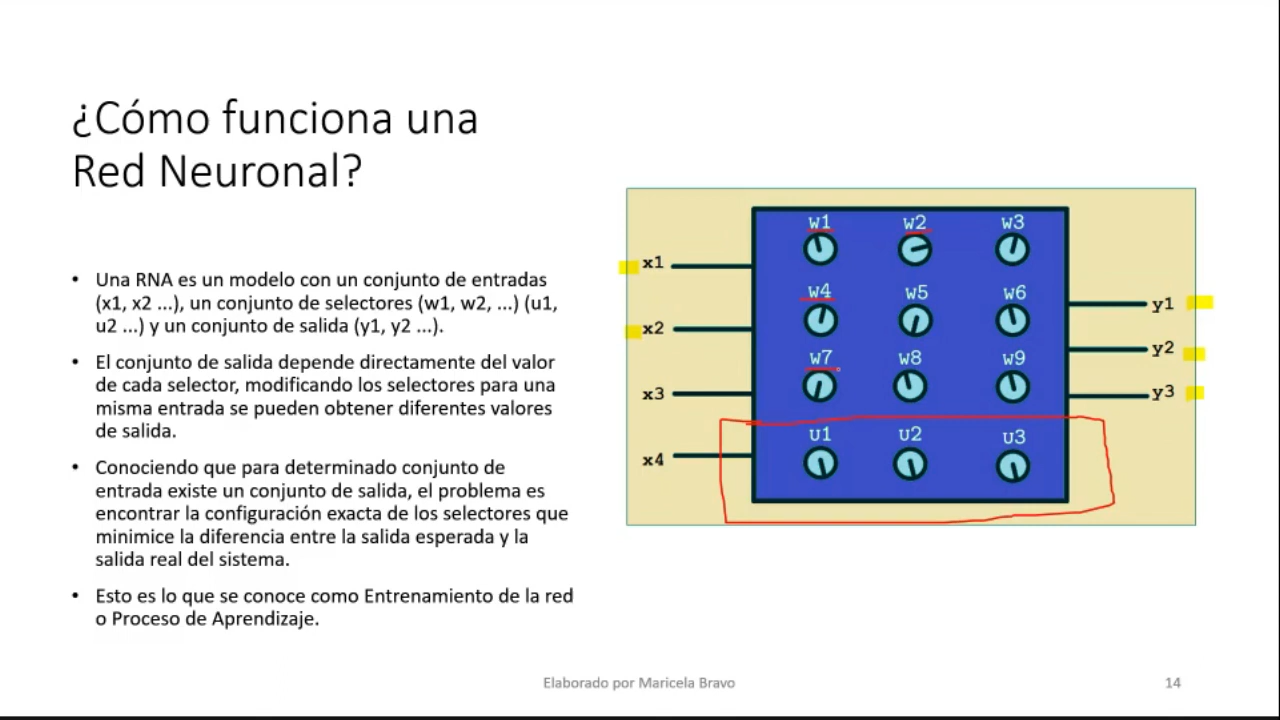 ¿Cómo funciona una
Red Neuronal?
• Una RNA es un modelo con un conjunto de entradas
(x1, x2 ...), un conjunto de selectores (w1, w2, ...) (u1,
u2 ...) y un conjunto de salida (y1, y2 ...).
• El conjunto de salida depende directamente del valor
de cada selector, modificando los selectores para una
misma entrada se pueden obtener diferentes valores
de salida.
• Conociendo que para determinado conjunto de
entrada existe un conjunto de salida, el problema es
encontrar la configuración exacta de los selectores que
minimice la diferencia entre la salida esperada y la
salida real del sistema.
• Esto es lo que se conoce como Entrenamiento de la red
o Proceso de Aprendizaje.
w1 w2 w3
x1
w4 w5 w6
y1
x2
y2
w7 w8 w9
x3
y3
U1 U2 U3
x4
Elaborado por Maricela Bravo
14